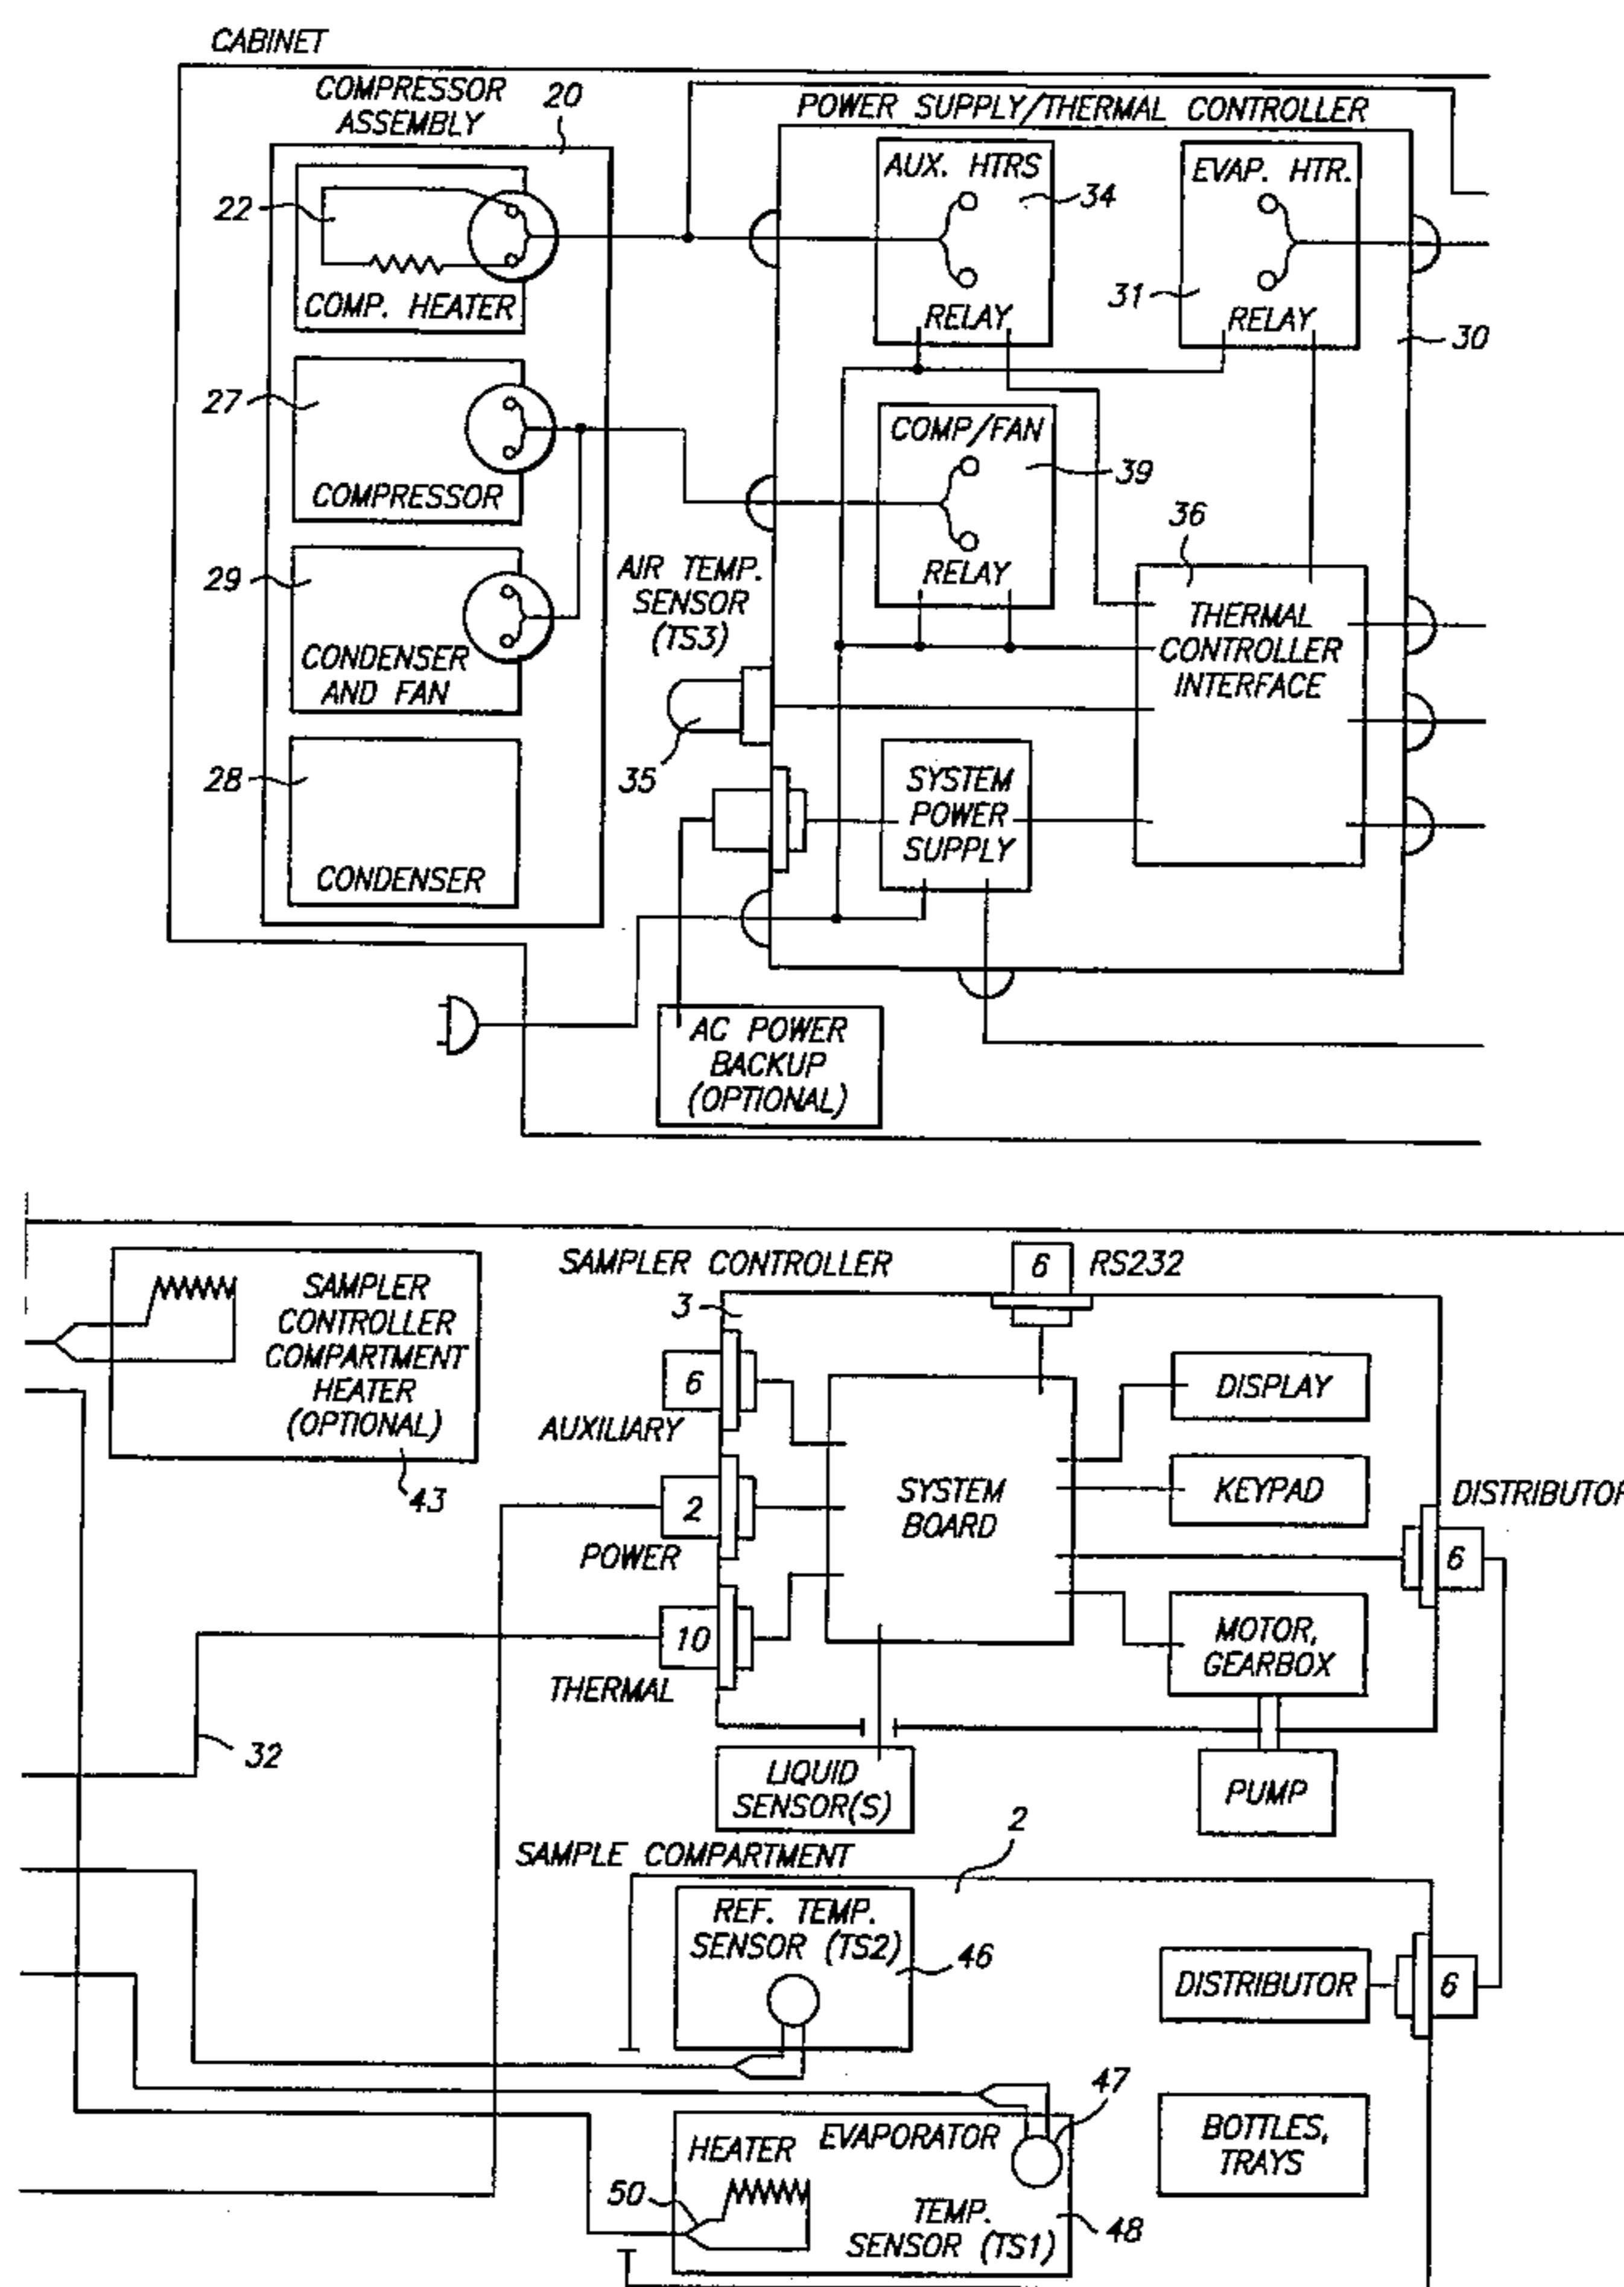 CABINET
COMPRESSOR
ASSEMBLY
20
POWER SUPPLY/THERMAL CONTROLLER
22
COMP. HEATER
AUX. HTRS
34
RELAY
EVAP. HTR.
31
RELAY
30
27
COMPRESSOR
COMP/FAN
39
RELAY
29
CONDENSER
AND FAN
AIR TEMP.
SENSOR
(TS3)
35
36
THERMAL
CONTROLLER
INTERFACE
28
CONDENSER
SYSTEM
POWER
SUPPLY
AC POWER
BACKUP
(OPTIONAL)
SAMPLER
CONTROLLER
COMPARTMENT
HEATER
(OPTIONAL)
43
SAMPLER CONTROLLER
3
6
RS232
6
AUXILIARY
2
POWER
10
THERMAL
SYSTEM
BOARD
DISPLAY
KEYPAD
DISTRIBUTOR
6
MOTOR,
GEARBOX
32
LIQUID
SENSOR(S)
PUMP
SAMPLE COMPARTMENT
2
REF. TEMP.
SENSOR (TS2)
46
DISTRIBUTOR
6
47
HEATER
EVAPORATOR
50
TEMP.
SENSOR (TS1)
48
BOTTLES,
TRAYS